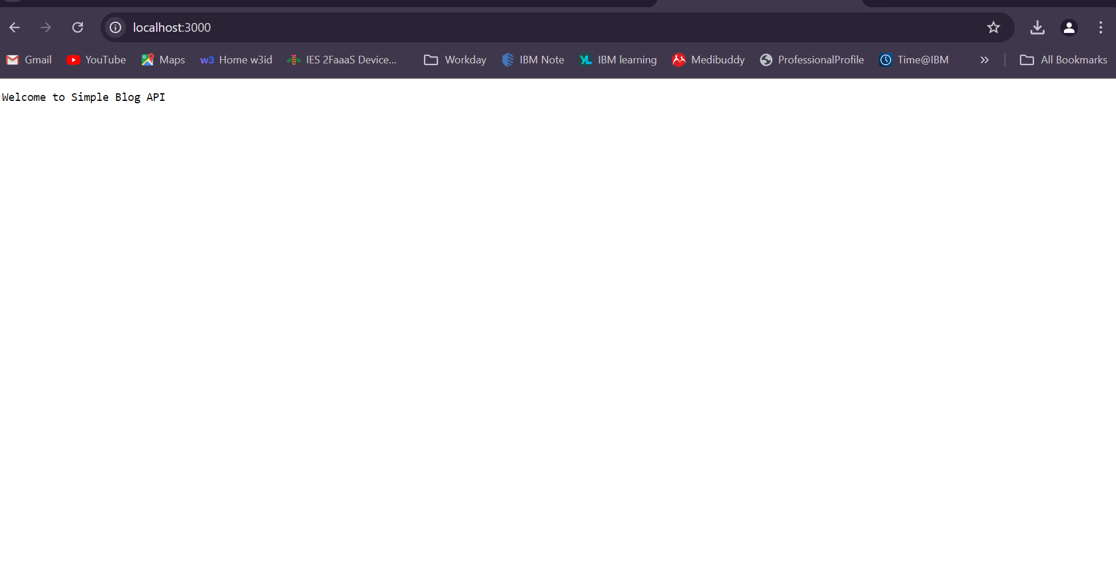 localhost:3000
Gmail YouTube Maps w3 Home w3id IES 2FaaaS Device... Workday IBM Note YL IBM learning Medibuddy ProfessionalProfile Time@IBM » All Bookmarks
Welcome to Simple Blog API